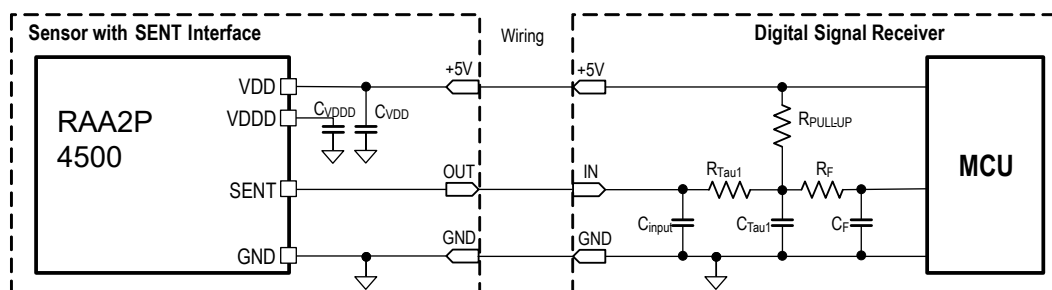 Sensor with SENT Interface
Wiring
Digital Signal Receiver
RAA2P
4500
VDD
VDDD
SENT
GND
CVDDD
CVDD
+5V
OUT
GND
+5V
IN
GND
RPULL-UP
RTau1
RF
Cinput
CTau1
CF
MCU